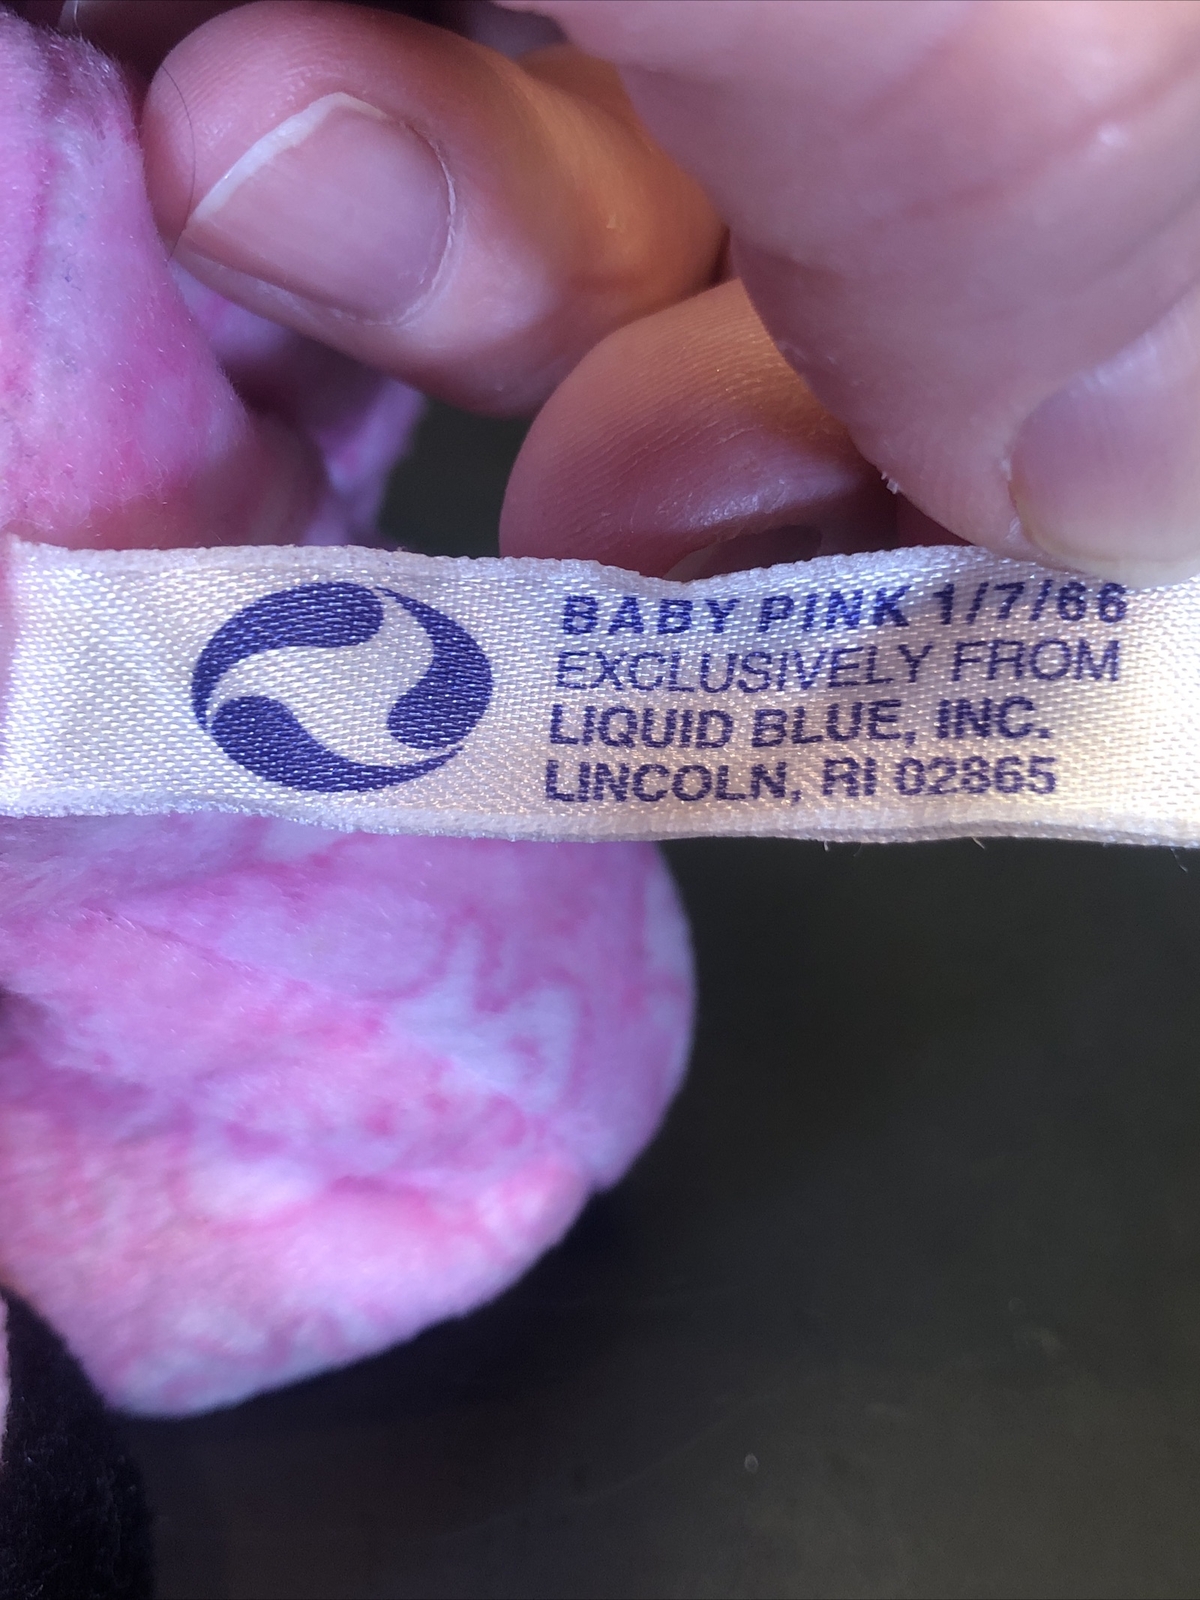 BABY PINK 1/7/66
EXCLUSIVELY FROM
LIQUID BLUE, INC.
LINCOLN, RI 02865